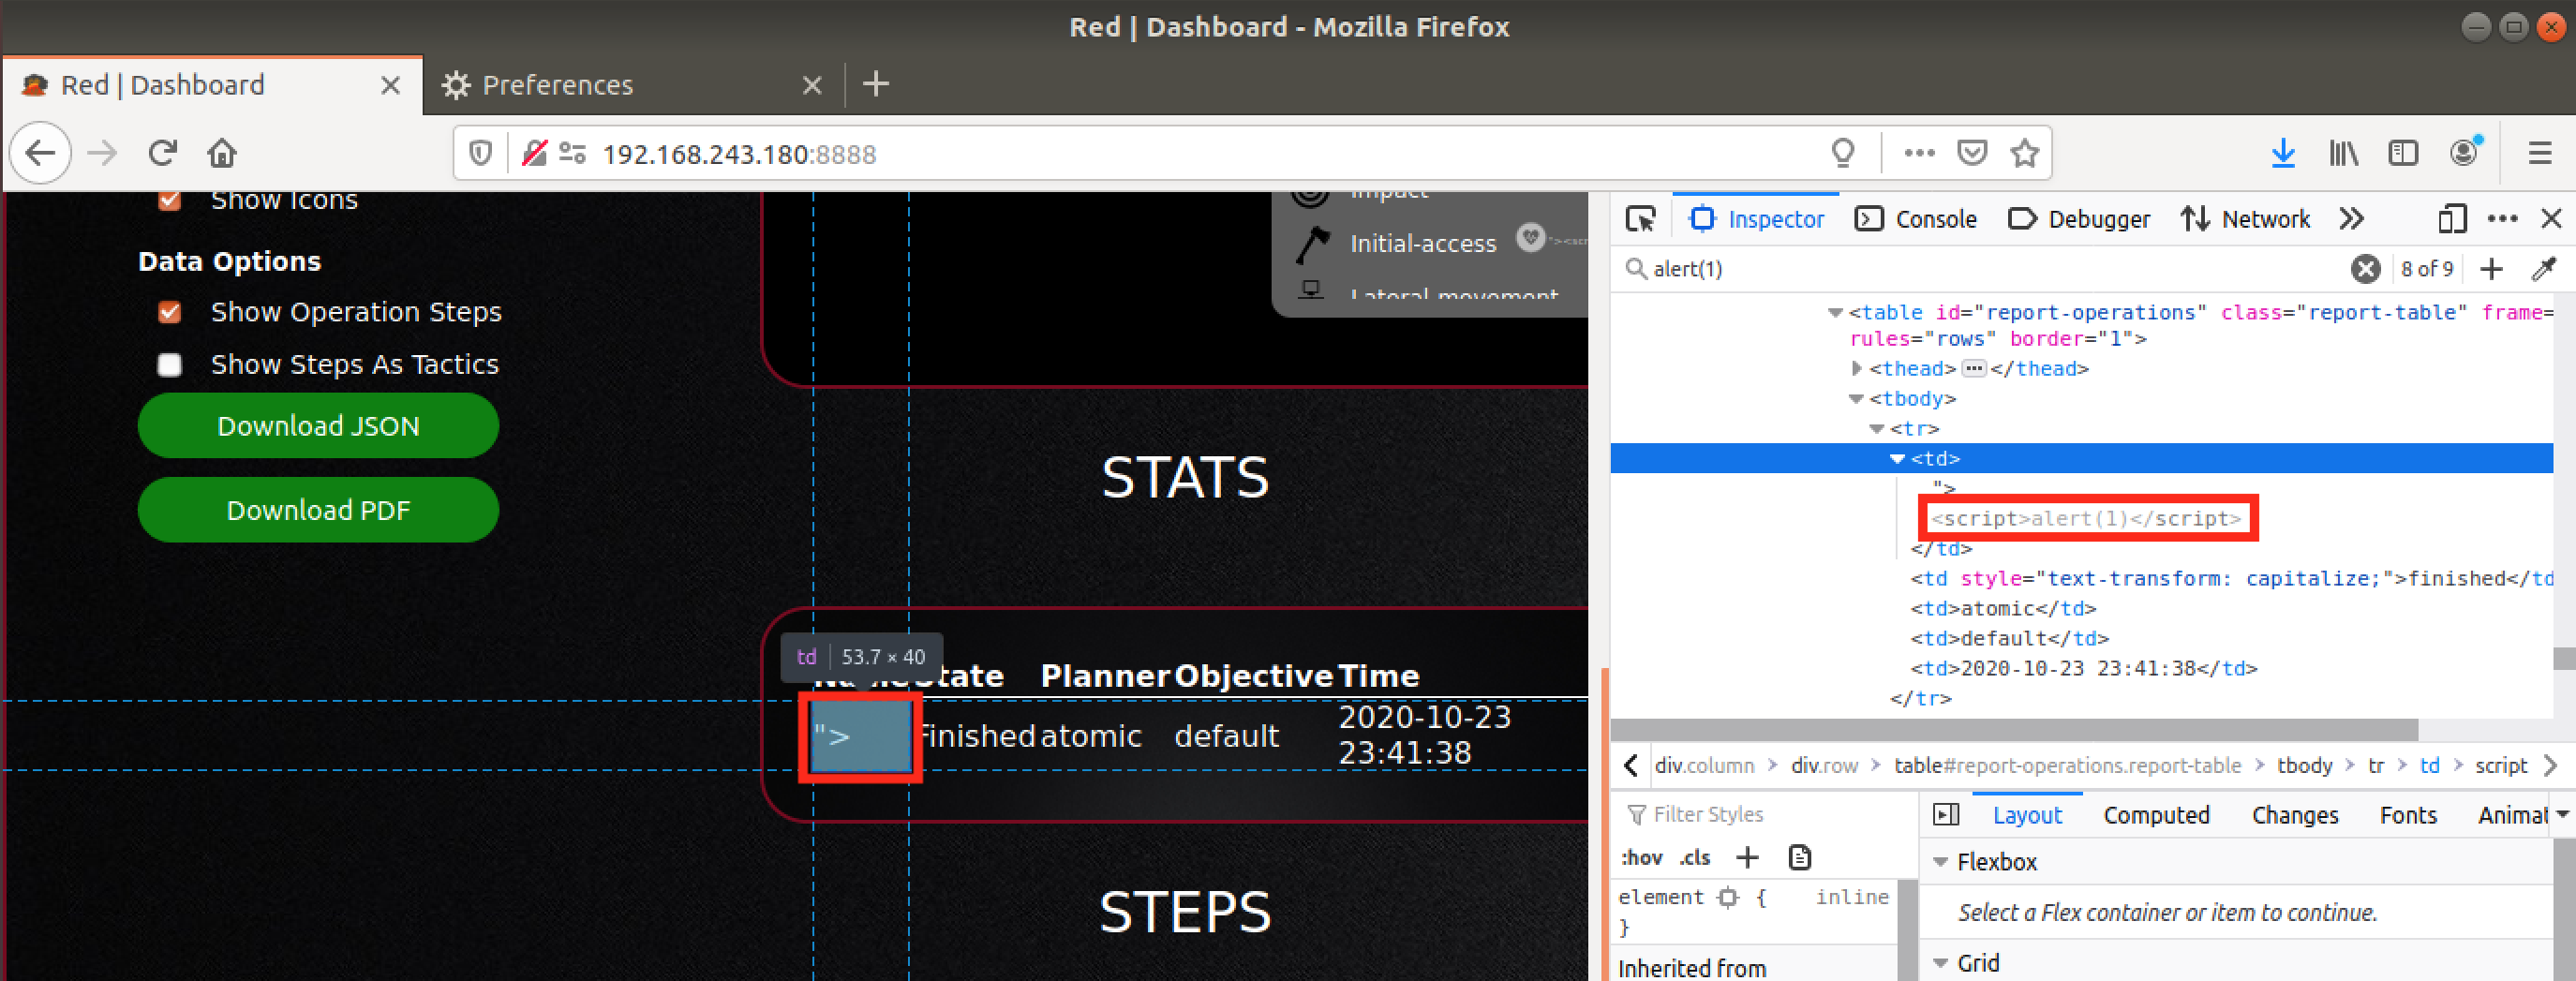 Red | Dashboard - Mozilla Firefox
Red | Dashboard
Preferences
192.168.243.180:8888
Show Icons
Data Options
Show Operation Steps
Show Steps As Tactics
Download JSON
Download PDF
Impact
Initial-access
Lateral-movement
STATS
td 53.7 × 40
Name State Planner Objective Time
"> Finished atomic default 2020-10-23
23:41:38
STEPS
Inspector Console Debugger Network
alert(1) 8 of 9
<table id="report-operations" class="report-table" frame=
rules="rows" border="1">
<thead> ••• </thead>
<tbody>
<tr>
<td>
">
<script>alert(1)</script>
</td>
<td style="text-transform: capitalize;">finished</td
<td>atomic</td>
<td>default</td>
<td>2020-10-23 23:41:38</td>
</tr>
div.column > div.row > table#report-operations.report-table > tbody > tr > td > script
Filter Styles
:hov .cls +
element { inline
}
Inherited from
Layout Computed Changes Fonts Animat
Flexbox
Select a Flex container or item to continue.
Grid